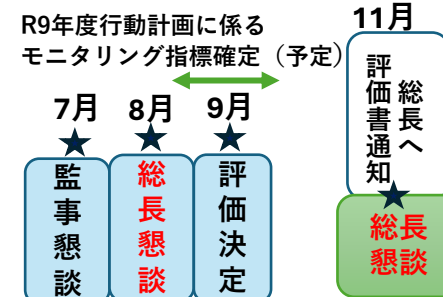 R9年度行動計画に係る
モニタリング指標確定（予定）
7月
8月
9月
11月
監事懇談
総長懇談
評価決定
総長へ
評価書通知
総長
懇談